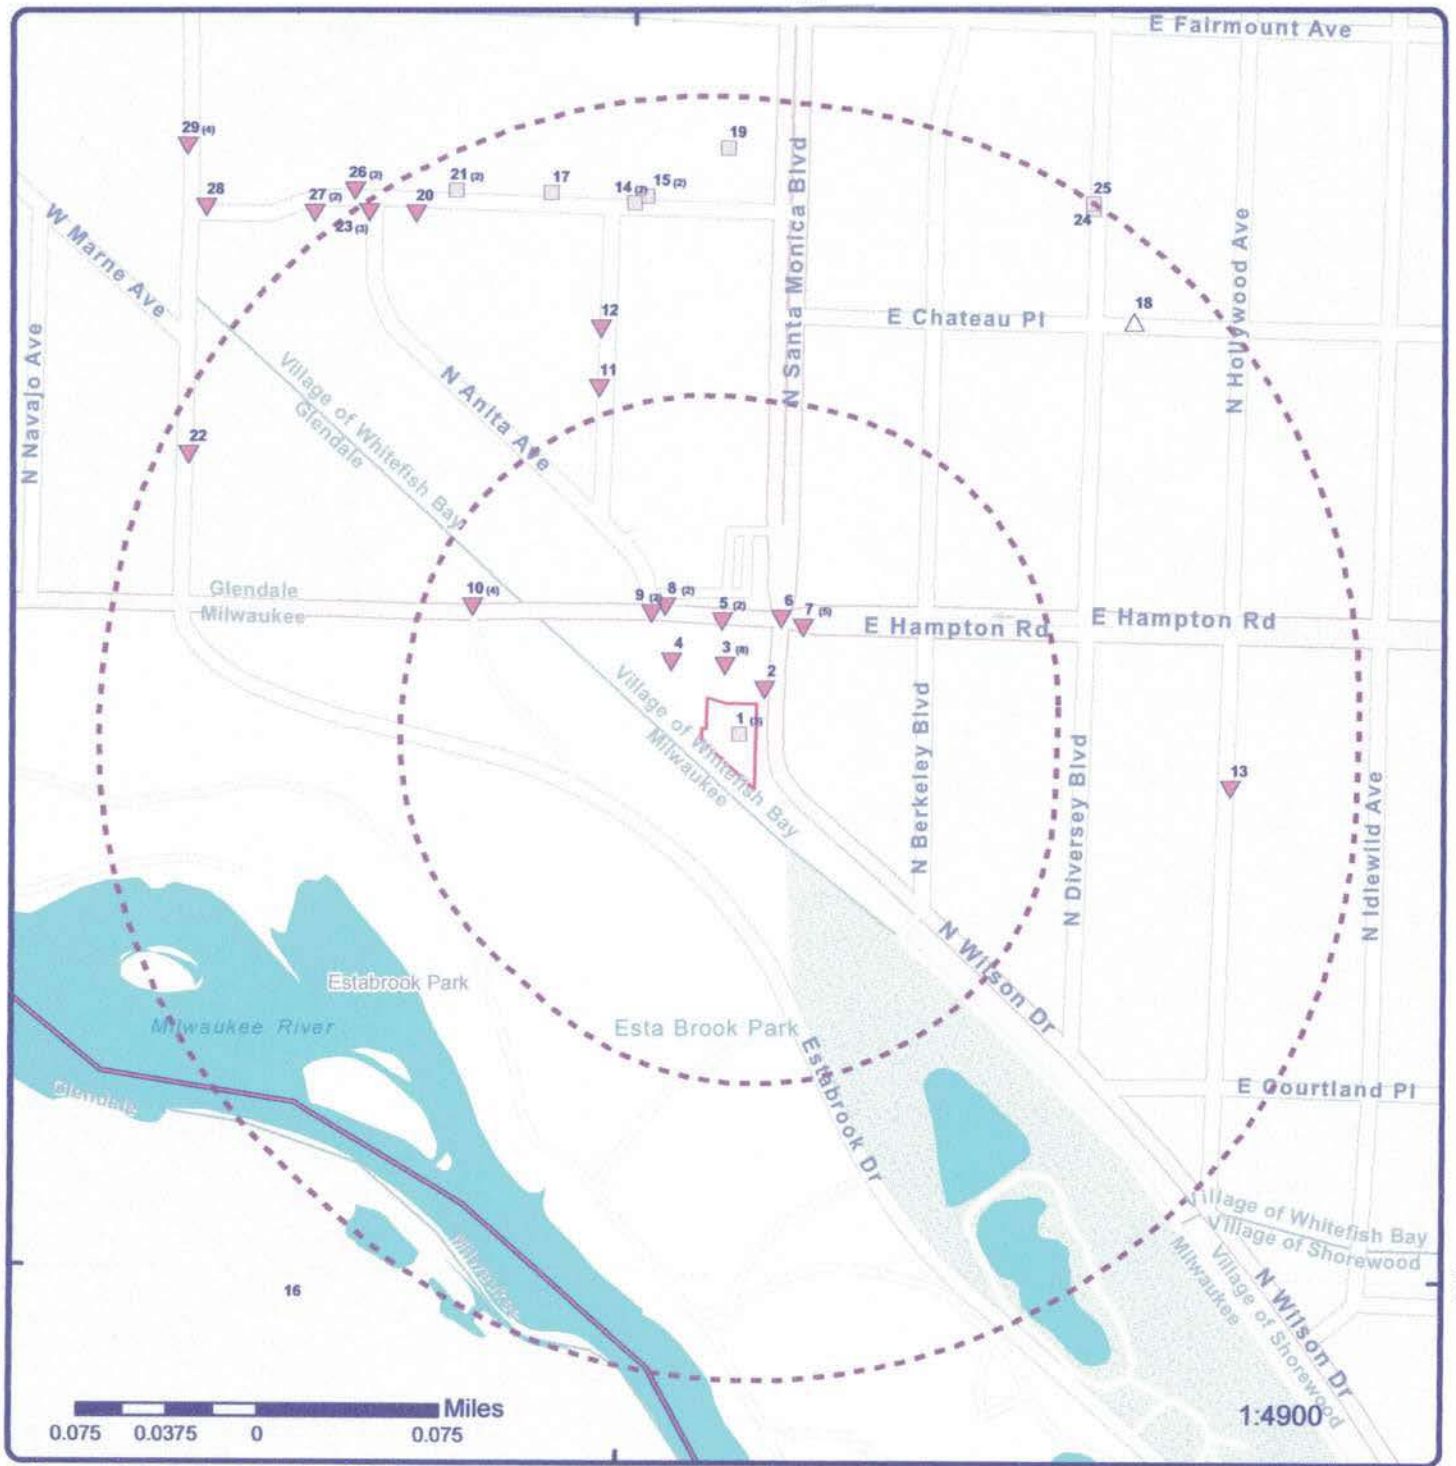 E Fairmount Ave
29 (4)
19
26 (2)
21 (2)
17
15 (2)
14 (2)
25
28
27 (2)
20
24
23 (3)
W Marne Ave
N Santa Monica Blvd
N Hollywood Ave
12
E Chateau Pl
18
N Navajo Ave
Village of Whitefish Bay
Glendale
N Anita Ave
11
22
Glendale
Milwaukee
10 (4)
9 (2)
8 (2)
5 (2)
6
7 (5)
E Hampton Rd
E Hampton Rd
4
3 (8)
2
1
Village of Whitefish Bay
Milwaukee
N Berkeley Blvd
N Diversey Blvd
13
N Idlewild Ave
N Wilson Dr
Estabrook Park
Milwaukee River
Esta Brook Park
Estabrook Dr
Glendale
E Courtland Pl
Village of Whitefish Bay
Village of Shorewood
Milwaukee
16
Milwaukee
Village of Shorewood
N Wilson Dr
Miles
0.075 0.0375 0 0.075
1:4900